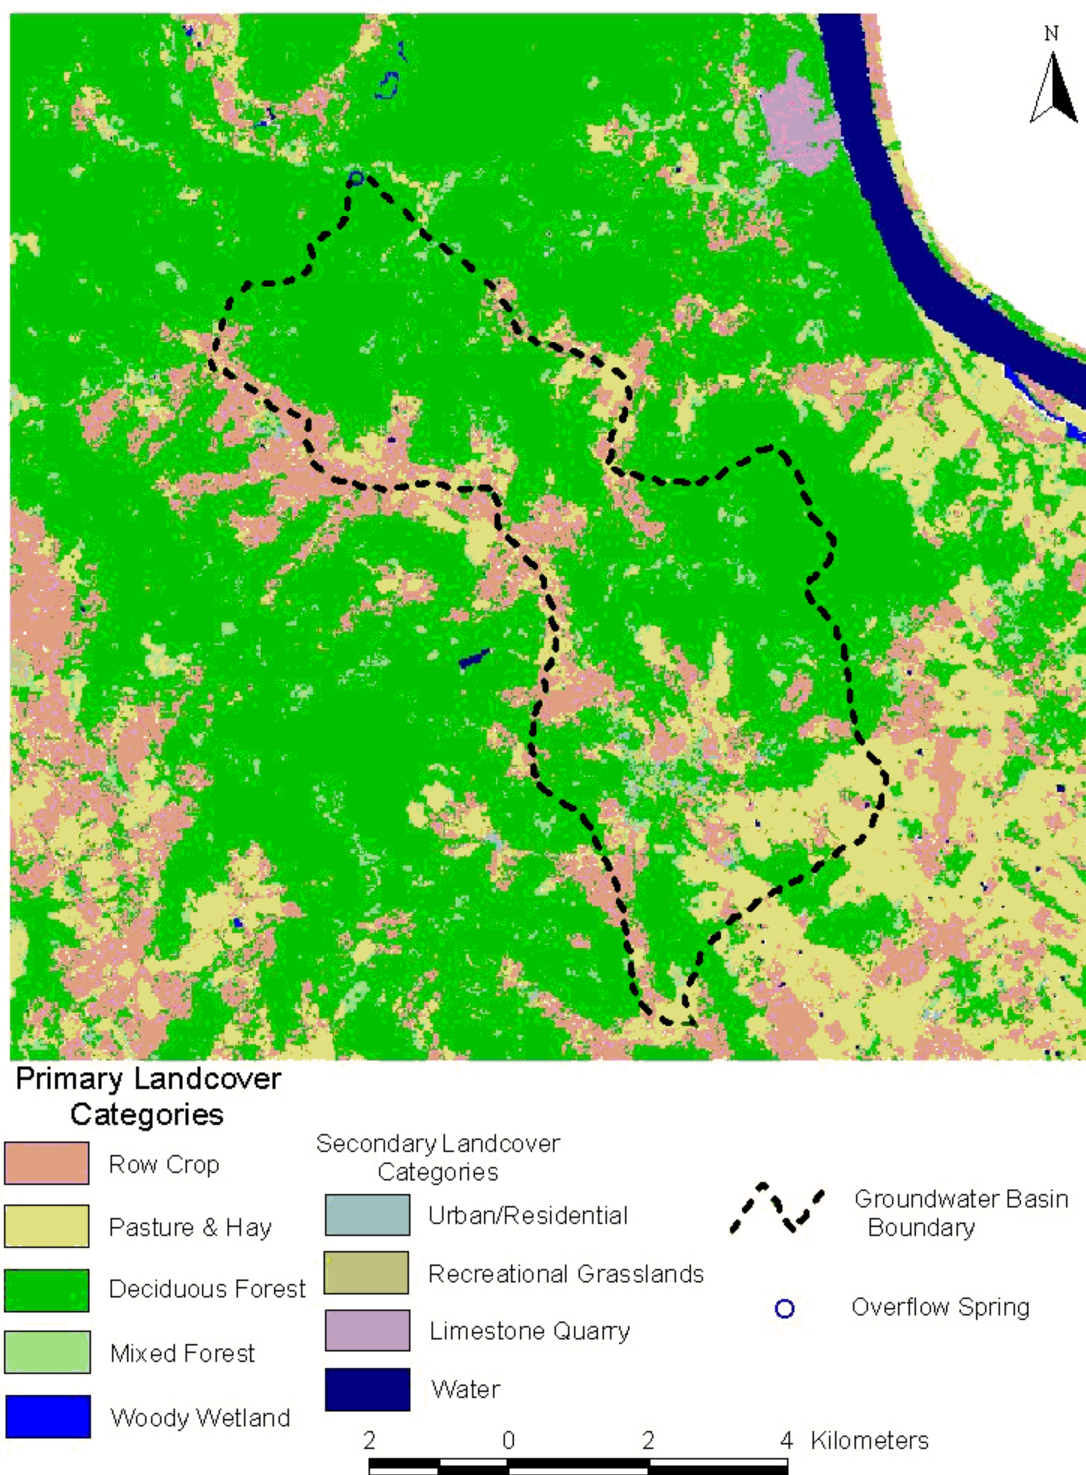 N
Primary Landcover
Categories
Row Crop
Pasture & Hay
Deciduous Forest
Mixed Forest
Woody Wetland
Secondary Landcover
Categories
Urban/Residential
Recreational Grasslands
Limestone Quarry
Water
Groundwater Basin
Boundary
Overflow Spring
2 0 2 4 Kilometers